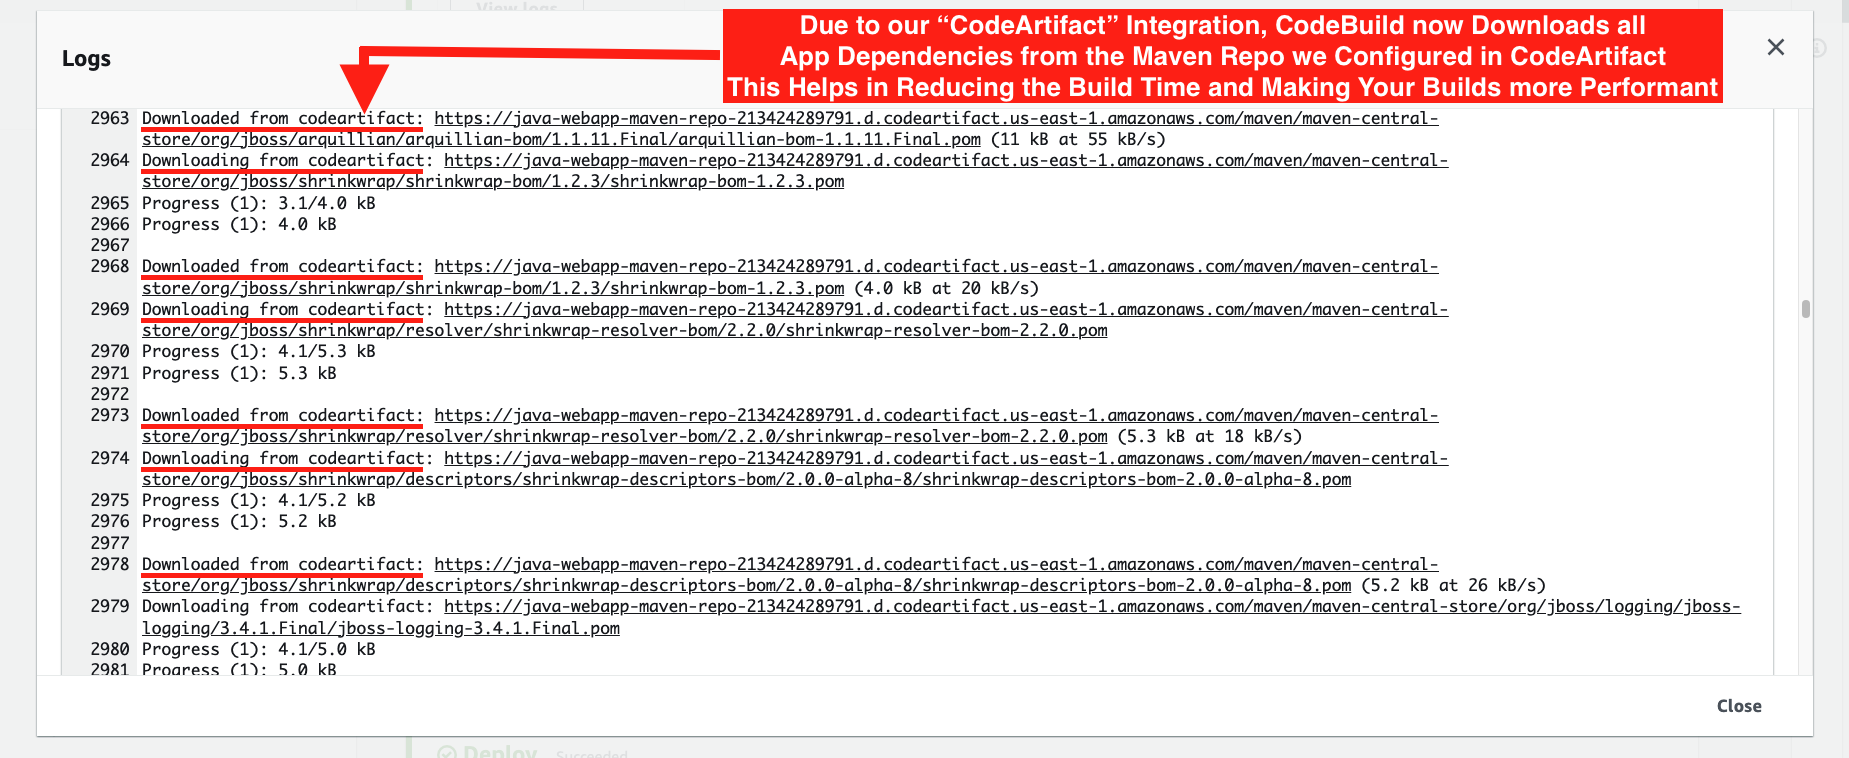 View logs
Due to our “CodeArtifact” Integration, CodeBuild now Downloads all
App Dependencies from the Maven Repo we Configured in CodeArtifact
This Helps in Reducing the Build Time and Making Your Builds more Performant
Logs
2963 Downloaded from codeartifact: https://java-webapp-maven-repo-213424289791.d.codeartifact.us-east-1.amazonaws.com/maven/maven-central-
store/org/jboss/arquillian/arquillian-bom/1.1.11.Final/arquillian-bom-1.1.11.Final.pom (11 kB at 55 kB/s)
2964 Downloading from codeartifact: https://java-webapp-maven-repo-213424289791.d.codeartifact.us-east-1.amazonaws.com/maven/maven-central-
store/org/jboss/shrinkwrap/shrinkwrap-bom/1.2.3/shrinkwrap-bom-1.2.3.pom
2965 Progress (1): 3.1/4.0 kB
2966 Progress (1): 4.0 kB
2967
2968 Downloaded from codeartifact: https://java-webapp-maven-repo-213424289791.d.codeartifact.us-east-1.amazonaws.com/maven/maven-central-
store/org/jboss/shrinkwrap/shrinkwrap-bom/1.2.3/shrinkwrap-bom-1.2.3.pom (4.0 kB at 20 kB/s)
2969 Downloading from codeartifact: https://java-webapp-maven-repo-213424289791.d.codeartifact.us-east-1.amazonaws.com/maven/maven-central-
store/org/jboss/shrinkwrap/resolver/shrinkwrap-resolver-bom/2.2.0/shrinkwrap-resolver-bom-2.2.0.pom
2970 Progress (1): 4.1/5.3 kB
2971 Progress (1): 5.3 kB
2972
2973 Downloaded from codeartifact: https://java-webapp-maven-repo-213424289791.d.codeartifact.us-east-1.amazonaws.com/maven/maven-central-
store/org/jboss/shrinkwrap/resolver/shrinkwrap-resolver-bom/2.2.0/shrinkwrap-resolver-bom-2.2.0.pom (5.3 kB at 18 kB/s)
2974 Downloading from codeartifact: https://java-webapp-maven-repo-213424289791.d.codeartifact.us-east-1.amazonaws.com/maven/maven-central-
store/org/jboss/shrinkwrap/descriptors/shrinkwrap-descriptors-bom/2.0.0-alpha-8/shrinkwrap-descriptors-bom-2.0.0-alpha-8.pom
2975 Progress (1): 4.1/5.2 kB
2976 Progress (1): 5.2 kB
2977
2978 Downloaded from codeartifact: https://java-webapp-maven-repo-213424289791.d.codeartifact.us-east-1.amazonaws.com/maven/maven-central-
store/org/jboss/shrinkwrap/descriptors/shrinkwrap-descriptors-bom/2.0.0-alpha-8/shrinkwrap-descriptors-bom-2.0.0-alpha-8.pom (5.2 kB at 26 kB/s)
2979 Downloading from codeartifact: https://java-webapp-maven-repo-213424289791.d.codeartifact.us-east-1.amazonaws.com/maven/maven-central-store/org/jboss/logging/jboss-
logging/3.4.1.Final/jboss-logging-3.4.1.Final.pom
2980 Progress (1): 4.1/5.0 kB
2981 Progress (1): 5.0 kB
Close
Deploy Succeeded